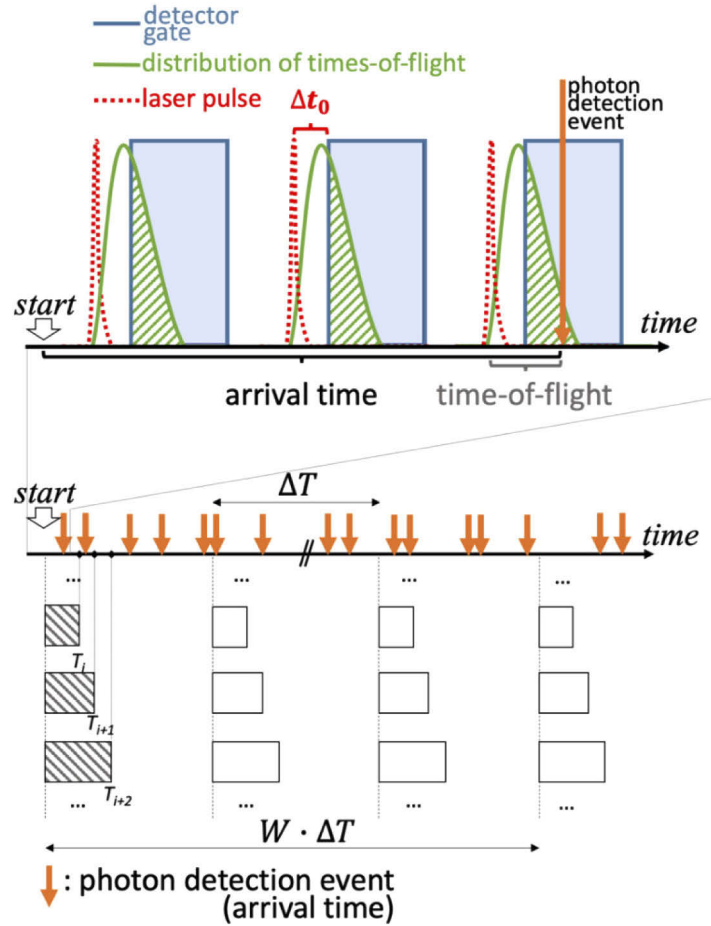 detector
gate
distribution of times-of-flight
laser pulse
Δt₀
photon
detection
event
start
time
arrival time
time-of-flight
start
ΔT
time
... ... ... ...
Tᵢ
Tᵢ₊₁
Tᵢ₊₂
... ... ... ...
W · ΔT
: photon detection event
(arrival time)